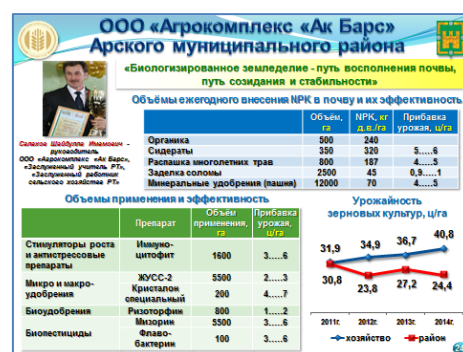 ООО «Агрокомплекс «Ак Барс»
Арского муниципального района
«Биологизированное земледелие - путь восполнения почвы,
путь созидания и стабильности»
Объёмы ежегодного внесения NPK в почву и их эффективность
Объём, га NPK, кг д.в./га Прибавка урожая, ц/га
Органика 500 240
Сидераты 350 320 5.....6
Распашка многолетних трав 800 187 4.....5
Заделка соломы 2500 45 0,9.....1
Минеральные удобрения (пашня) 12000 70 4.....5
Салахов Шайдулла Имамович -
руководитель
ООО «Агрокомплекс «Ак Барс»,
«Заслуженный учитель РТ»,
«Заслуженный работник
сельского хозяйства РТ»
Объемы применения и эффективность
Препарат Объём применения, га Прибавка урожая, ц/га
Стимуляторы роста и антистрессовые препараты Иммуно-цитофит 1600 3.....6
Микро и макро-удобрения ЖУСС-2 5500 2....3
Кристалон специальный 200 4.....7
Биоудобрения Ризоторфин 800 1.....2
Биопестициды Мизорин 5500 3....6
Флаво-бактерин 100 3....6
Урожайность
зерновых культур, ц/га
31,9 34,9 36,7 40,8
30,8 23,8 27,2 24,4
2011г. 2012г. 2013г. 2014г.
хозяйство район